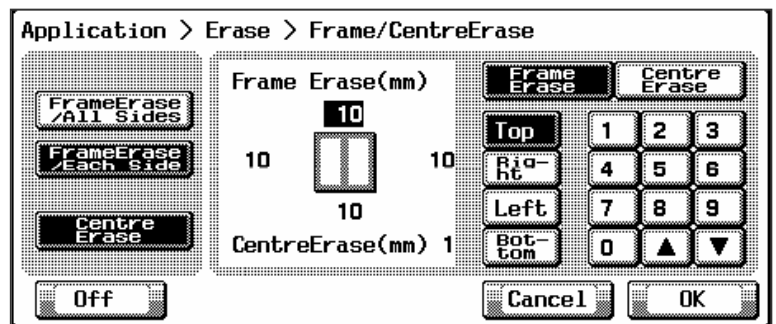 Application > Erase > Frame/CentreErase
FrameErase
/All Sides
FrameErase
/Each Side
Centre
Erase
Off
Frame Erase(mm)
10
10
10
10
CentreErase(mm) 1
Frame
Erase
Centre
Erase
Top
Rig-
ht
Left
Bot-
tom
1 2 3
4 5 6
7 8 9
0 ▲ ▼
Cancel
OK